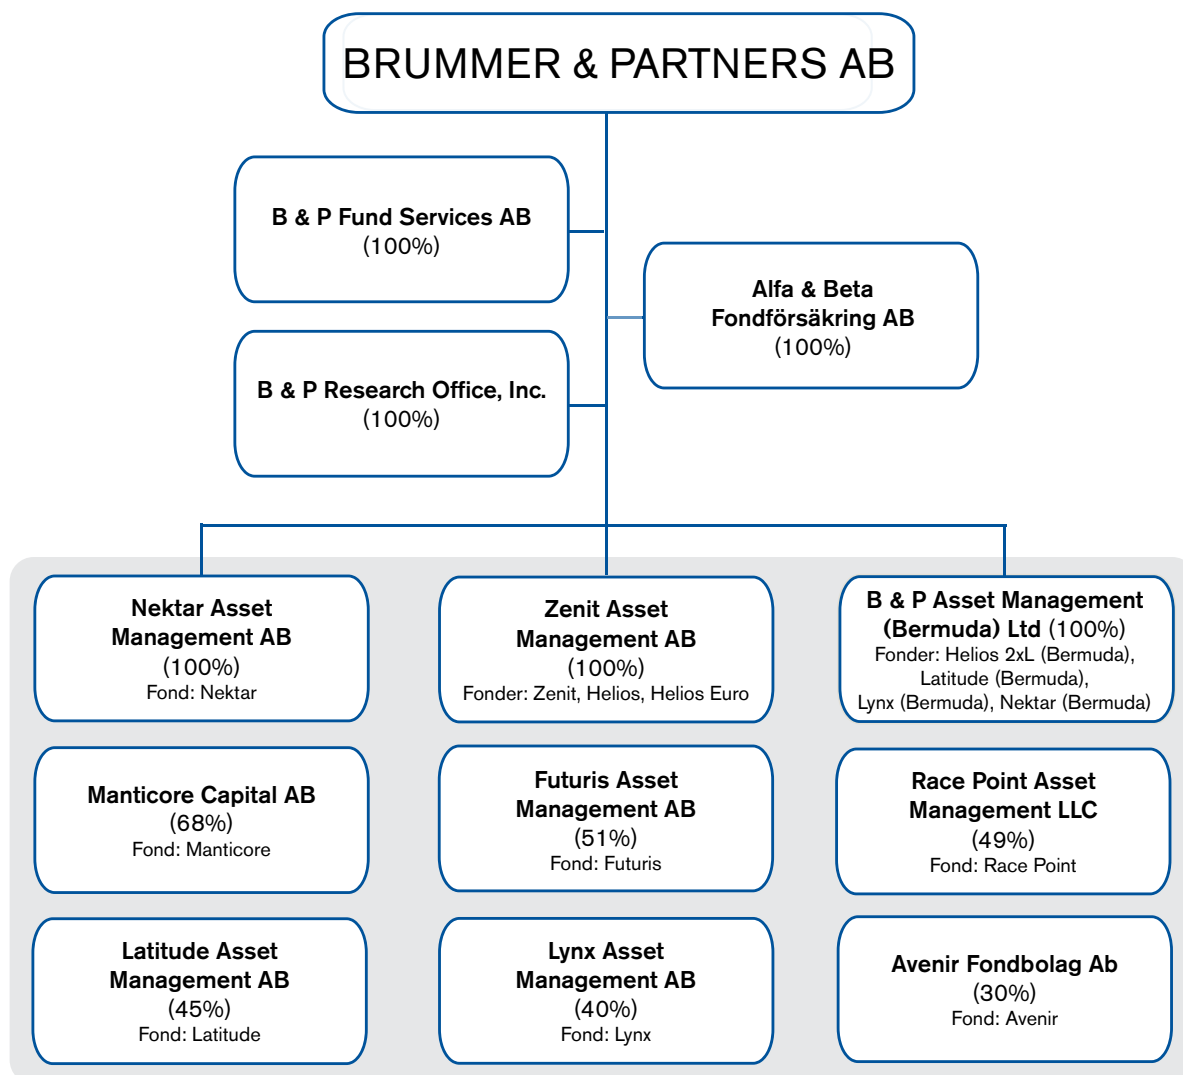 BRUMMER & PARTNERS AB
B & P Fund Services AB
(100%)
Alfa & Beta
Fondförsäkring AB
(100%)
B & P Research Office, Inc.
(100%)
Nektar Asset
Management AB
(100%)
Fond: Nektar
Zenit Asset
Management AB
(100%)
Fonder: Zenit, Helios, Helios Euro
B & P Asset Management
(Bermuda) Ltd (100%)
Fonder: Helios 2xL (Bermuda),
Latitude (Bermuda),
Lynx (Bermuda), Nektar (Bermuda)
Manticore Capital AB
(68%)
Fond: Manticore
Futuris Asset
Management AB
(51%)
Fond: Futuris
Race Point Asset
Management LLC
(49%)
Fond: Race Point
Latitude Asset
Management AB
(45%)
Fond: Latitude
Lynx Asset
Management AB
(40%)
Fond: Lynx
Avenir Fondbolag Ab
(30%)
Fond: Avenir